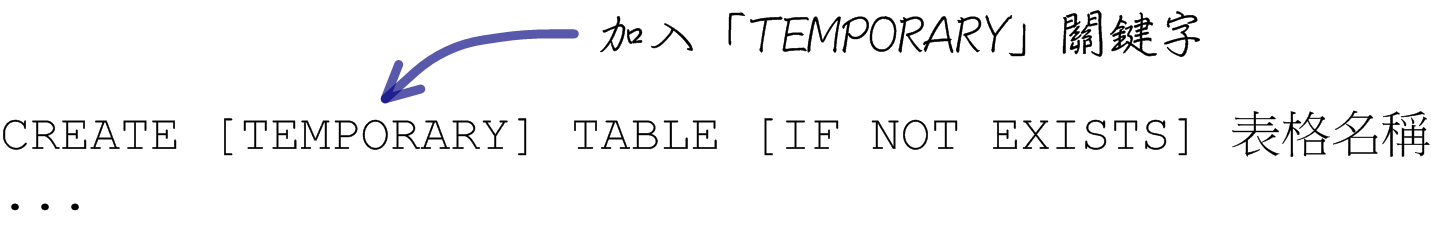 加入「TEMPORARY」關鍵字
CREATE [TEMPORARY] TABLE [IF NOT EXISTS] 表格名稱
...